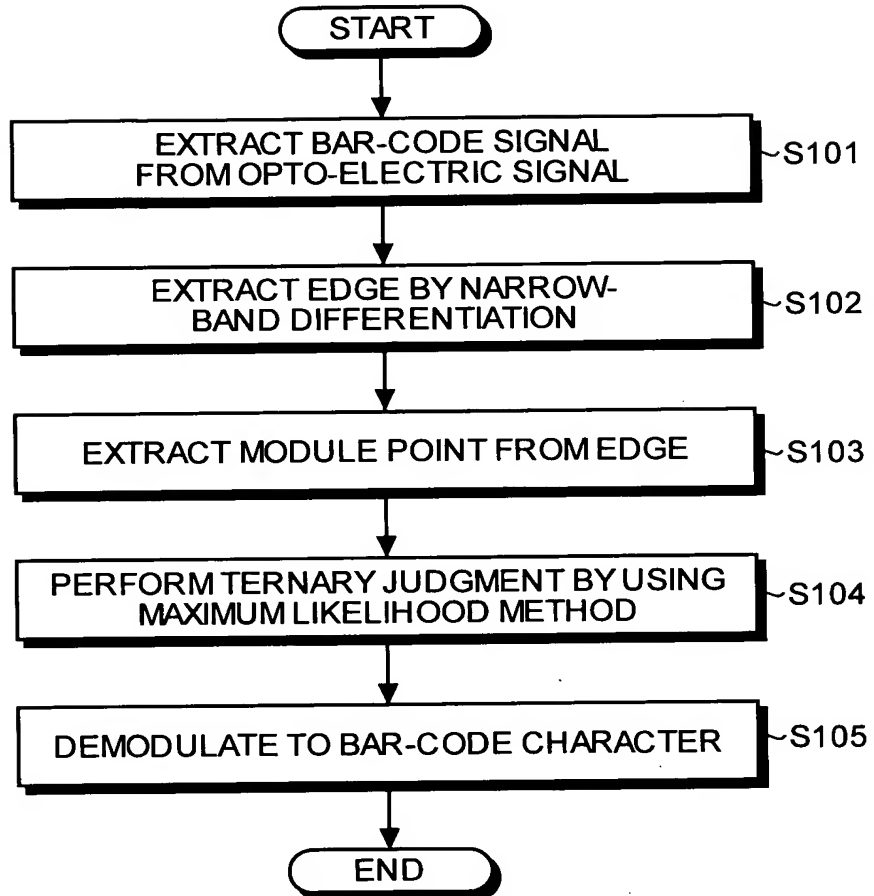 START
EXTRACT BAR-CODE SIGNAL
FROM OPTO-ELECTRIC SIGNAL
S101
EXTRACT EDGE BY NARROW-
BAND DIFFERENTIATION
S102
EXTRACT MODULE POINT FROM EDGE
S103
PERFORM TERNARY JUDGMENT BY USING
MAXIMUM LIKELIHOOD METHOD
S104
DEMODULATE TO BAR-CODE CHARACTER
S105
END